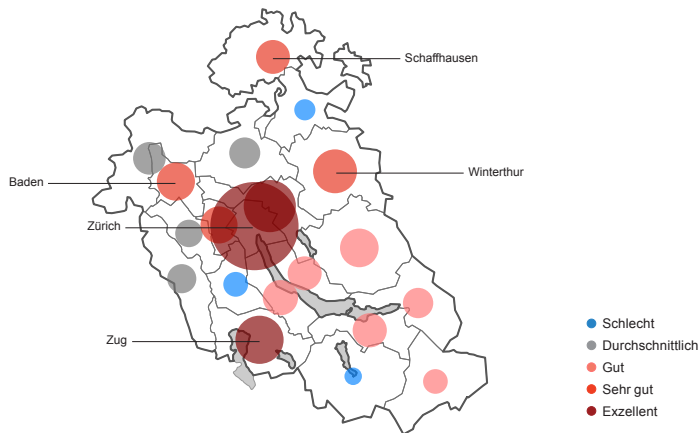 Schaffhausen
Winterthur
Baden
Zürich
Zug
Schlecht
Durchschnittlich
Gut
Sehr gut
Exzellent